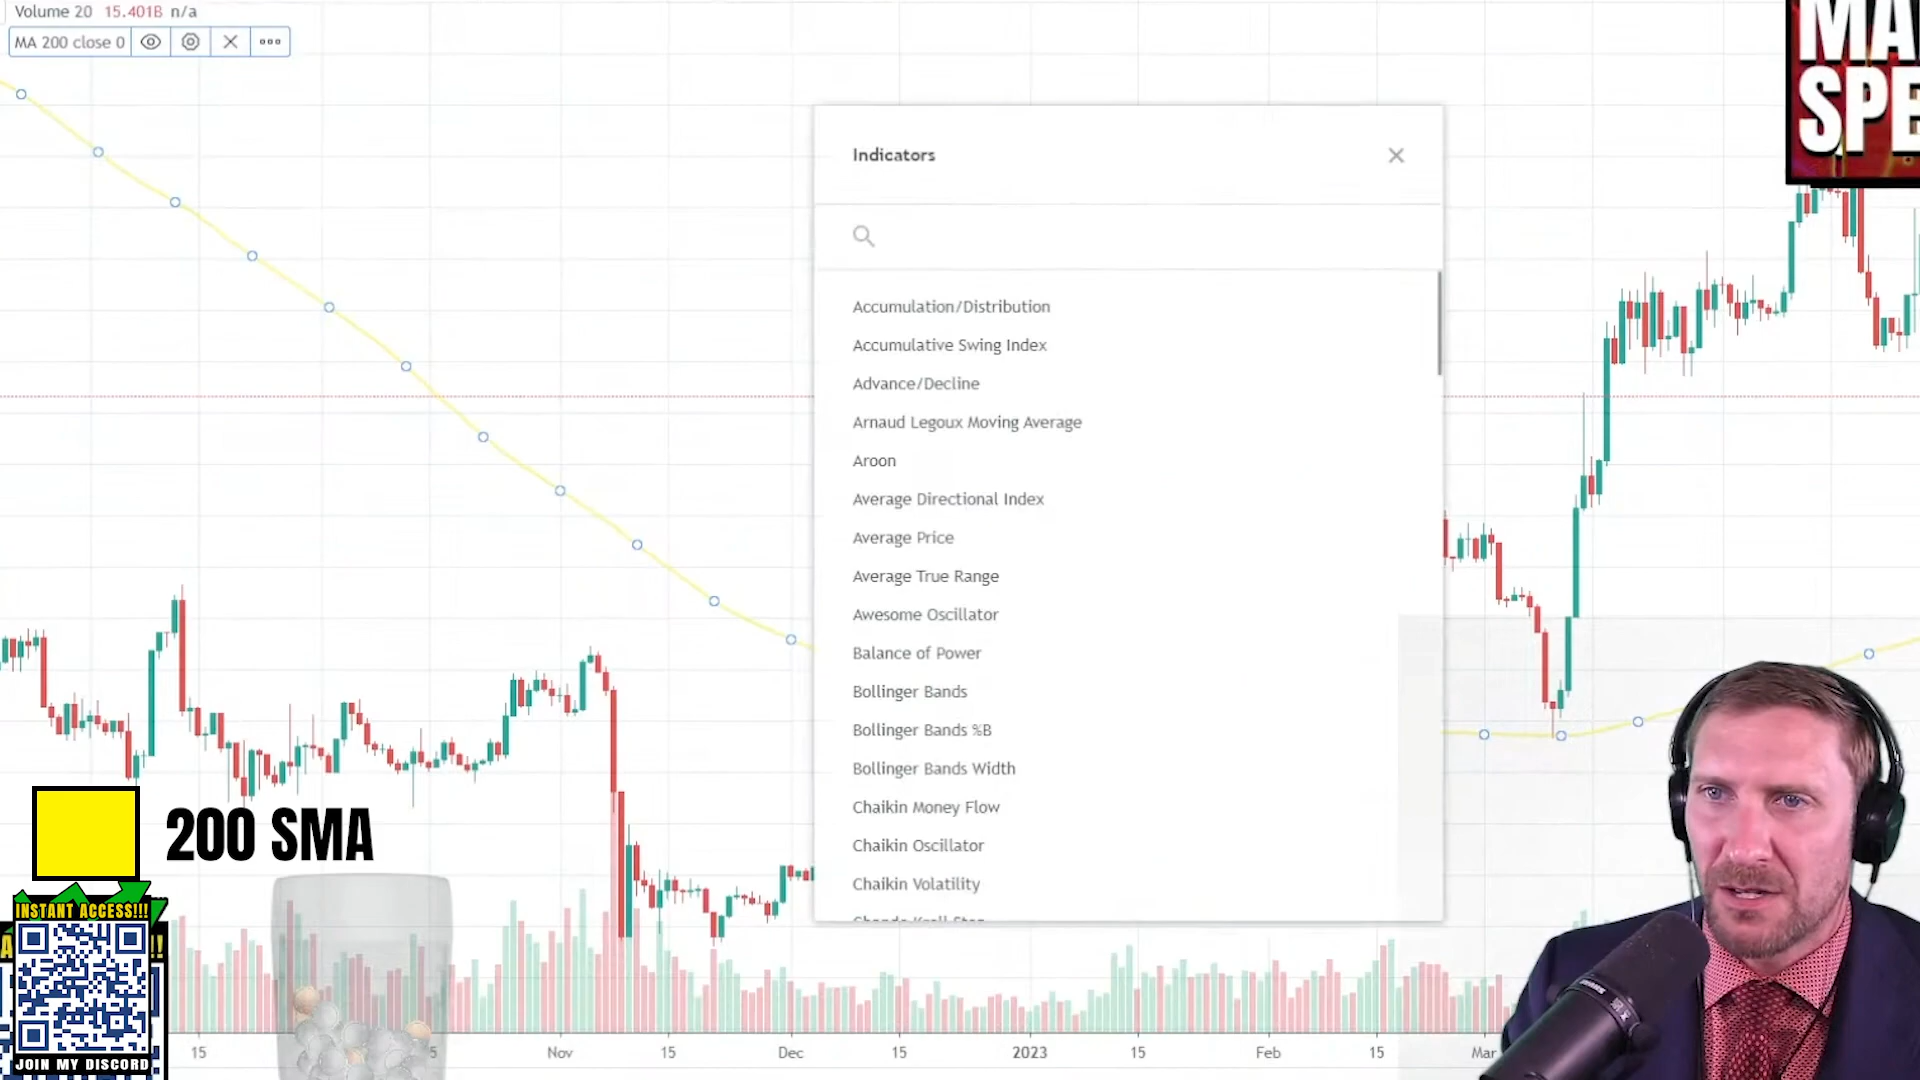 Volume 20 15.401B n/a
MA 200 close 0
MA
SPE
Indicators
Accumulation/Distribution
Accumulative Swing Index
Advance/Decline
Arnaud Legoux Moving Average
Aroon
Average Directional Index
Average Price
Average True Range
Awesome Oscillator
Balance of Power
Bollinger Bands
Bollinger Bands %B
Bollinger Bands Width
Chaikin Money Flow
Chaikin Oscillator
Chaikin Volatility
200 SMA
INSTANT ACCESS!!!
JOIN MY DISCORD
15 5 Nov 15 Dec 15 2023 15 Feb 15 Mar